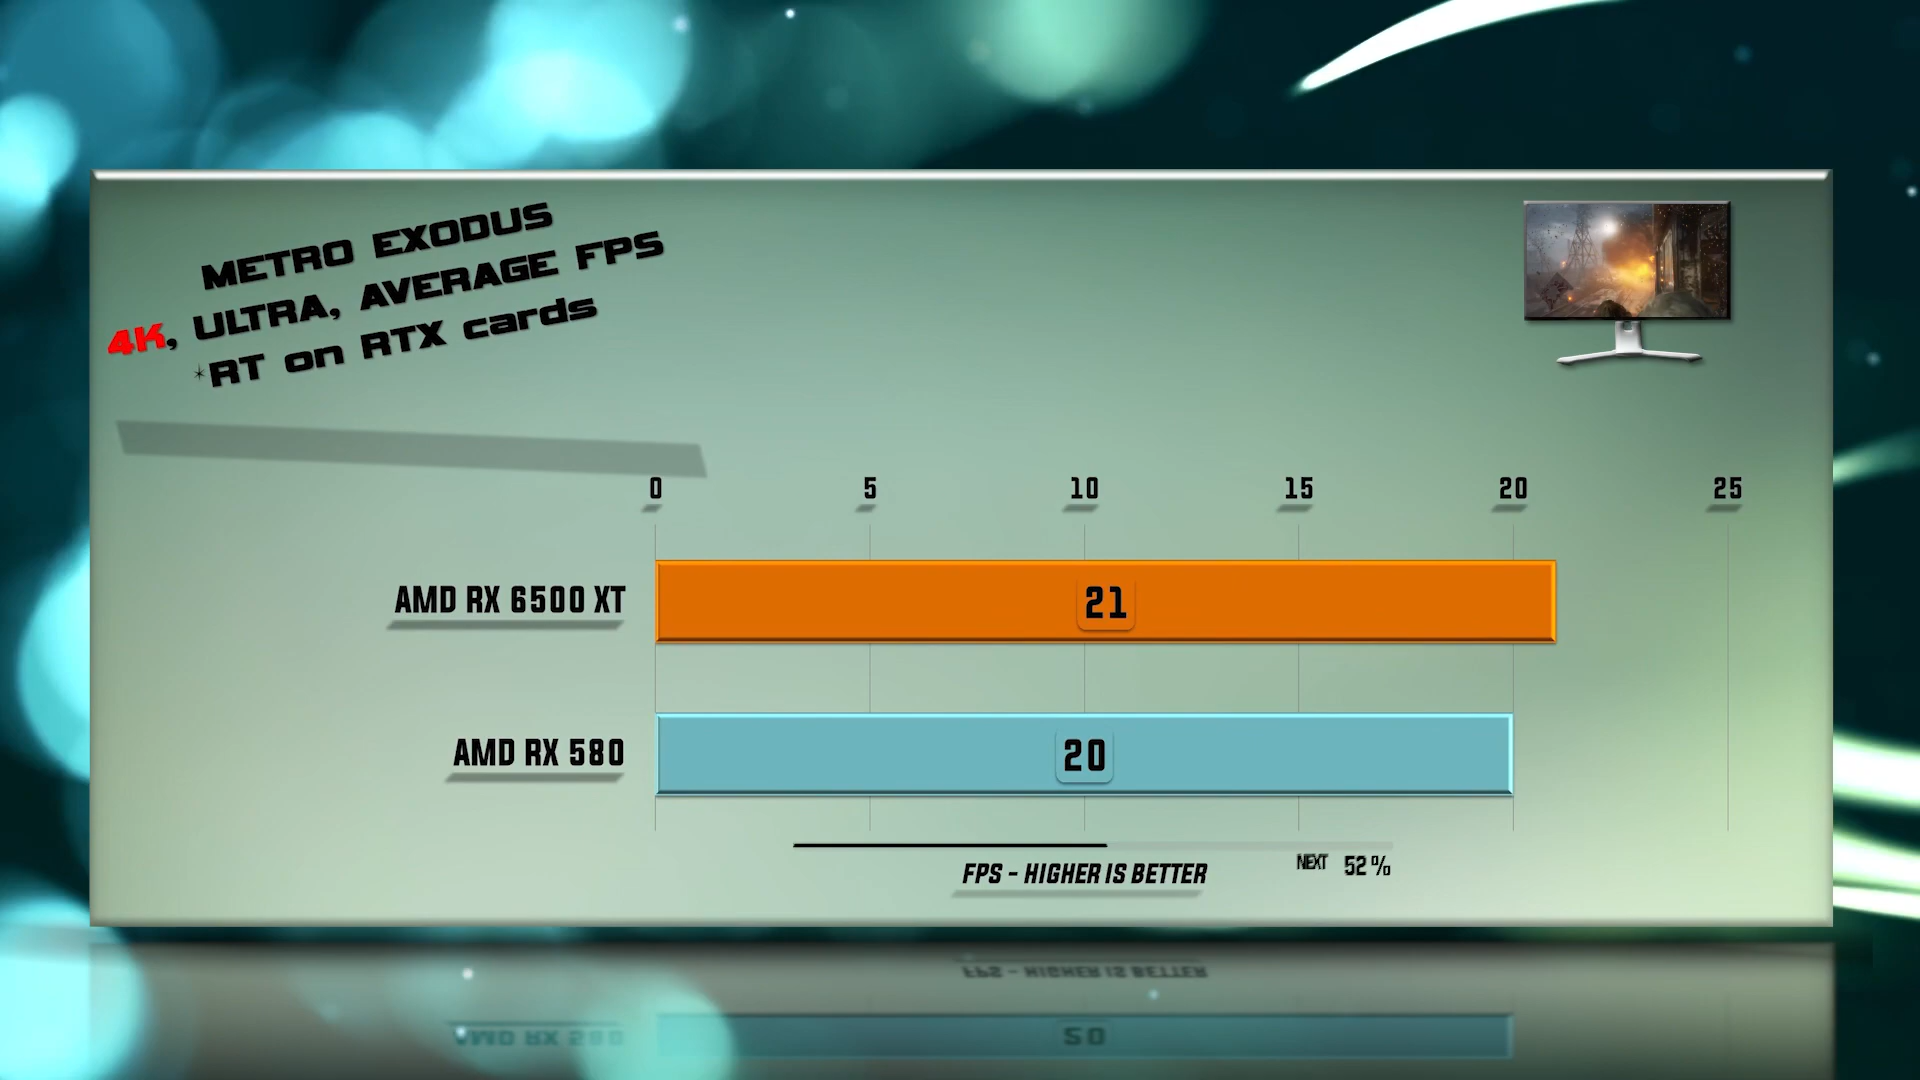 METRO EXODUS
4K, ULTRA, AVERAGE FPS
*RT on RTX cards
0 5 10 15 20 25
AMD RX 6500 XT 21
AMD RX 580 20
FPS - HIGHER IS BETTER
NEXT 52 %